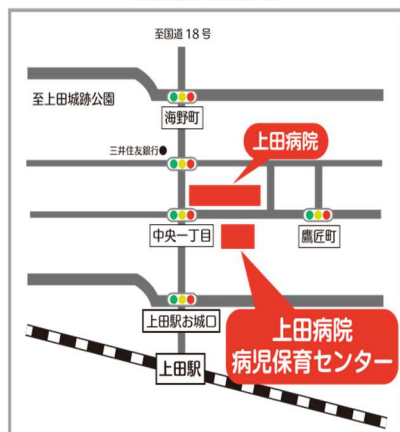 至国道18号
至上田城跡公園
海野町
三井住友銀行●
上田病院
中央一丁目
鷹匠町
上田駅お城口
上田病院
病児保育センター
上田駅